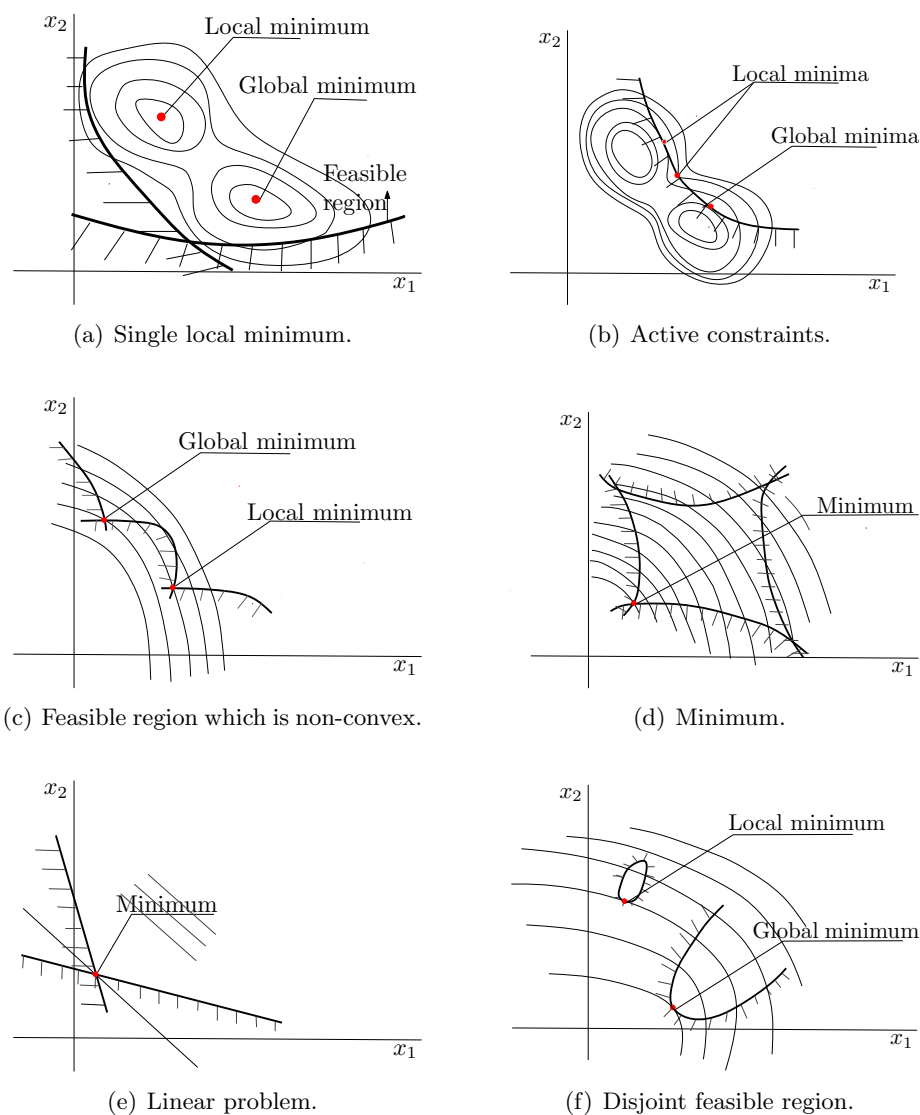 x₂
Local minimum
Global minimum
Feasible
region
x₁
(a) Single local minimum.
x₂
Local minima
Global minima
x₁
(b) Active constraints.
x₂
Global minimum
Local minimum
x₁
(c) Feasible region which is non-convex.
x₂
Minimum
x₁
(d) Minimum.
x₂
Minimum
x₁
(e) Linear problem.
x₂
Local minimum
Global minimum
x₁
(f) Disjoint feasible region.